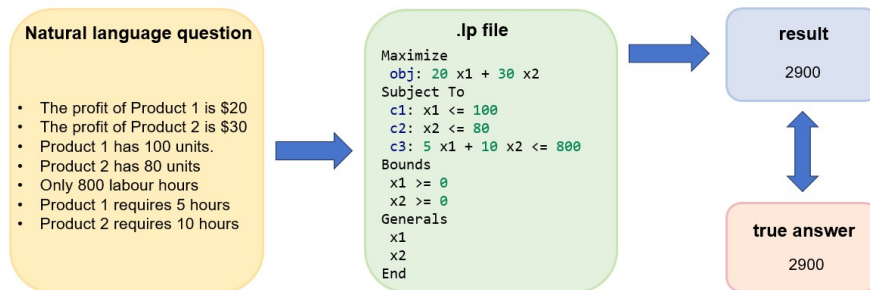 Natural language question
• The profit of Product 1 is $20
• The profit of Product 2 is $30
• Product 1 has 100 units.
• Product 2 has 80 units
• Only 800 labour hours
• Product 1 requires 5 hours
• Product 2 requires 10 hours
.lp file
Maximize
obj: 20 x1 + 30 x2
Subject To
c1: x1 <= 100
c2: x2 <= 80
c3: 5 x1 + 10 x2 <= 800
Bounds
x1 >= 0
x2 >= 0
Generals
x1
x2
End
result
2900
true answer
2900